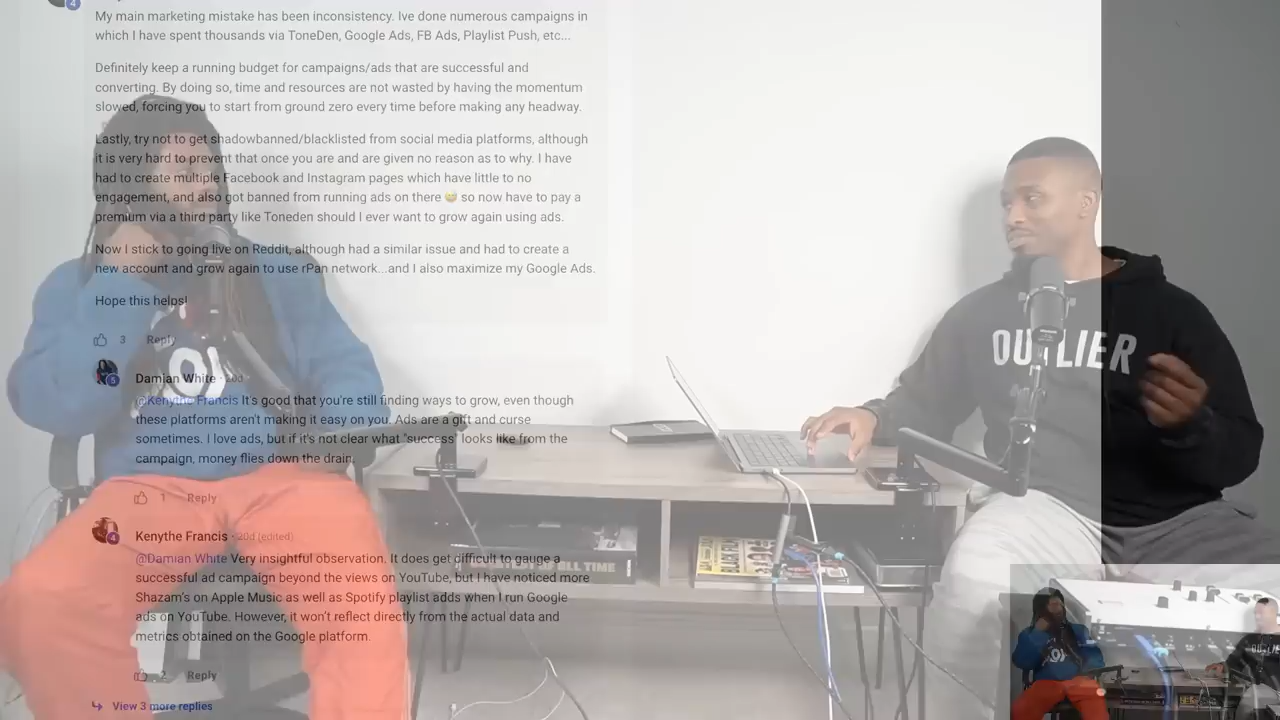 4
My main marketing mistake has been inconsistency. Ive done numerous campaigns in
which I have spent thousands via ToneDen, Google Ads, FB Ads, Playlist Push, etc...
Definitely keep a running budget for campaigns/ads that are successful and
converting. By doing so, time and resources are not wasted by having the momentum
slowed, forcing you to start from ground zero every time before making any headway.
Lastly, try not to get shadowbanned/blacklisted from social media platforms, although
it is very hard to prevent that once you are and are given no reason as to why. I have
had to create multiple Facebook and Instagram pages which have little to no
engagement, and also got banned from running ads on there 😅 so now have to pay a
premium via a third party like Toneden should I ever want to grow again using ads.
Now I stick to going live on Reddit, although had a similar issue and had to create a
new account and grow again to use rPan network...and I also maximize my Google Ads.
Hope this helps!
3 Reply
Damian White · 20d
@Kenythe Francis It's good that you're still finding ways to grow, even though
these platforms aren't making it easy on you. Ads are a gift and curse
sometimes. I love ads, but if it's not clear what "success" looks like from the
campaign, money flies down the drain.
1 Reply
Kenythe Francis · 20d (edited)
@Damian White Very insightful observation. It does get difficult to gauge a
successful ad campaign beyond the views on YouTube, but I have noticed more
Shazam's on Apple Music as well as Spotify playlist adds when I run Google
ads on YouTube. However, it won't reflect directly from the actual data and
metrics obtained on the Google platform.
2 Reply
View 3 more replies
OUTLIER